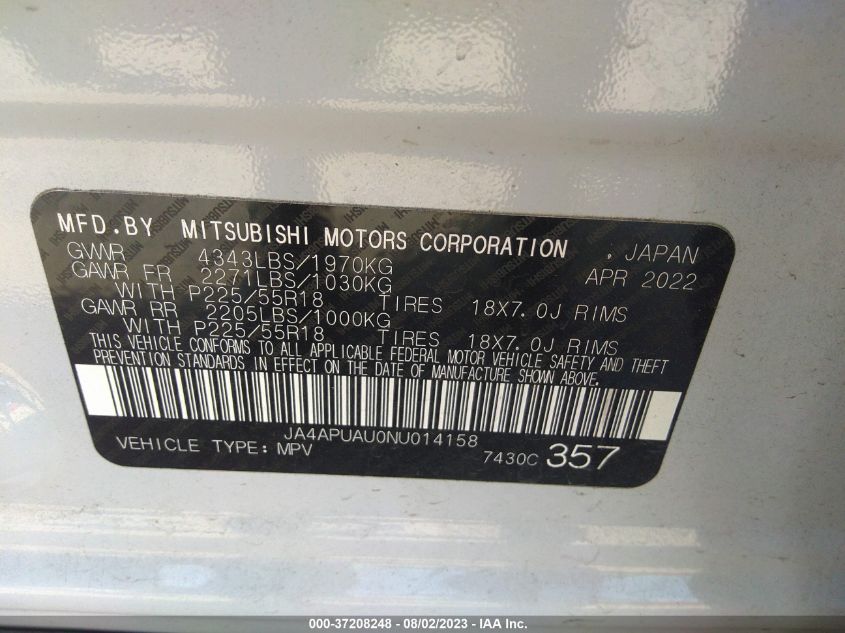 MFD.BY MITSUBISHI MOTORS CORPORATION , JAPAN
GVWR 4343LBS/1970KG APR 2022
GAWR FR 2271LBS/1030KG
WITH P225/55R18 TIRES 18X7.0J RIMS
GAWR RR 2205LBS/1000KG
WITH P225/55R18 TIRES 18X7.0J RIMS
THIS VEHICLE CONFORMS TO ALL APPLICABLE FEDERAL MOTOR VEHICLE SAFETY AND THEFT
PREVENTION STANDARDS IN EFFECT ON THE DATE OF MANUFACTURE SHOWN ABOVE.
JA4APUAU0NU014158
VEHICLE TYPE: MPV 7430C 357
000-37208248 - 08/02/2023 - © IAA Inc.